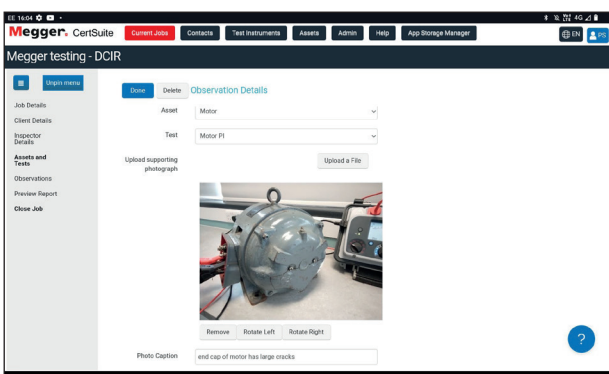 EE 16:04
4G
Megger. CertSuite
Current Jobs
Contacts
Test Instruments
Assets
Admin
Help
App Storage Manager
EN
PS
Megger testing - DCIR
Unpin menu
Job Details
Client Details
Inspector
Details
Assets and
Tests
Observations
Preview Report
Close Job
Done
Delete
Observation Details
Asset
Motor
Test
Motor PI
Upload supporting
photograph
Upload a File
Remove
Rotate Left
Rotate Right
?
Photo Caption
end cap of motor has large cracks